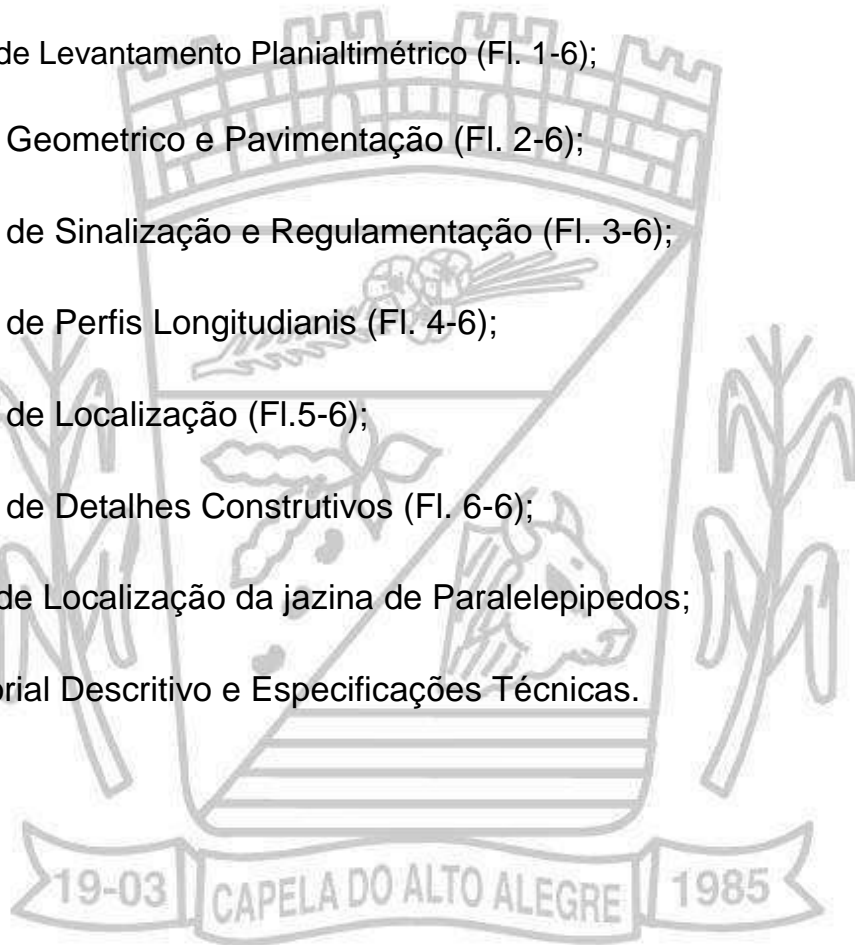 de Levantamento Planialtimétrico (Fl. 1-6);
Geometrico e Pavimentação (Fl. 2-6);
de Sinalização e Regulamentação (Fl. 3-6);
de Perfis Longitudianis (Fl. 4-6);
de Localização (Fl.5-6);
de Detalhes Construtivos (Fl. 6-6);
de Localização da jazina de Paralelepipedos;
orial Descritivo e Especificações Técnicas.
19-03 CAPELA DO ALTO ALEGRE 1985